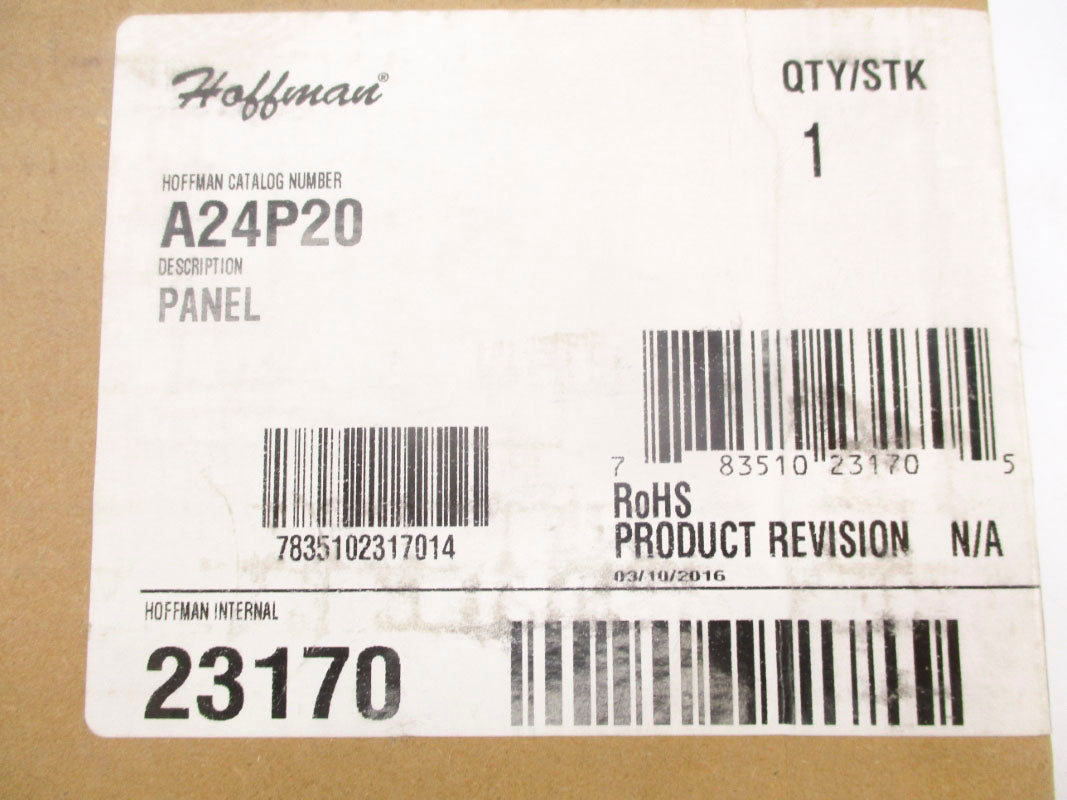 Hoffman®
QTY/STK
1
HOFFMAN CATALOG NUMBER
A24P20
DESCRIPTION
PANEL
7 83510 23170 5
7835102317014
RoHS
PRODUCT REVISION N/A
03/10/2016
HOFFMAN INTERNAL
23170